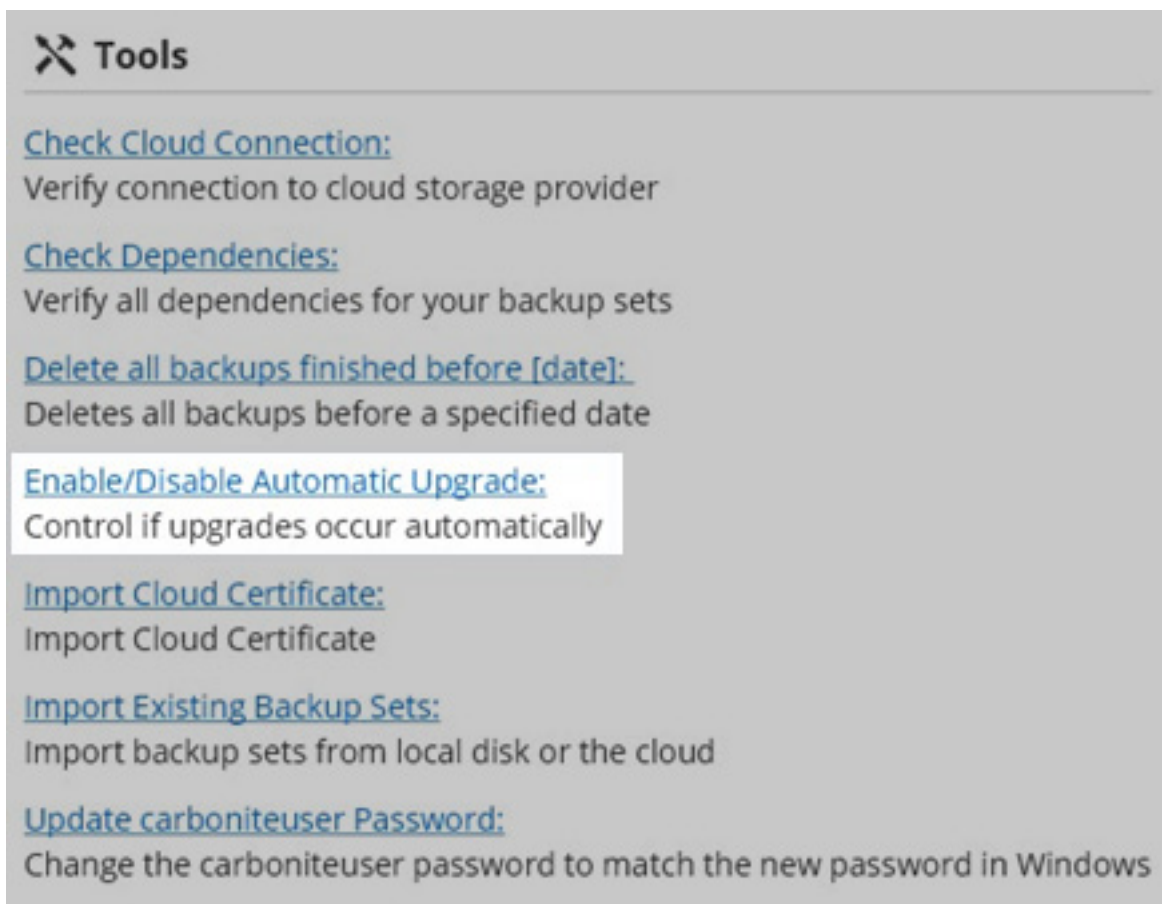 Tools
Check Cloud Connection:
Verify connection to cloud storage provider
Check Dependencies:
Verify all dependencies for your backup sets
Delete all backups finished before [date]:
Deletes all backups before a specified date
Enable/Disable Automatic Upgrade:
Control if upgrades occur automatically
Import Cloud Certificate:
Import Cloud Certificate
Import Existing Backup Sets:
Import backup sets from local disk or the cloud
Update carboniteuser Password:
Change the carboniteuser password to match the new password in Windows